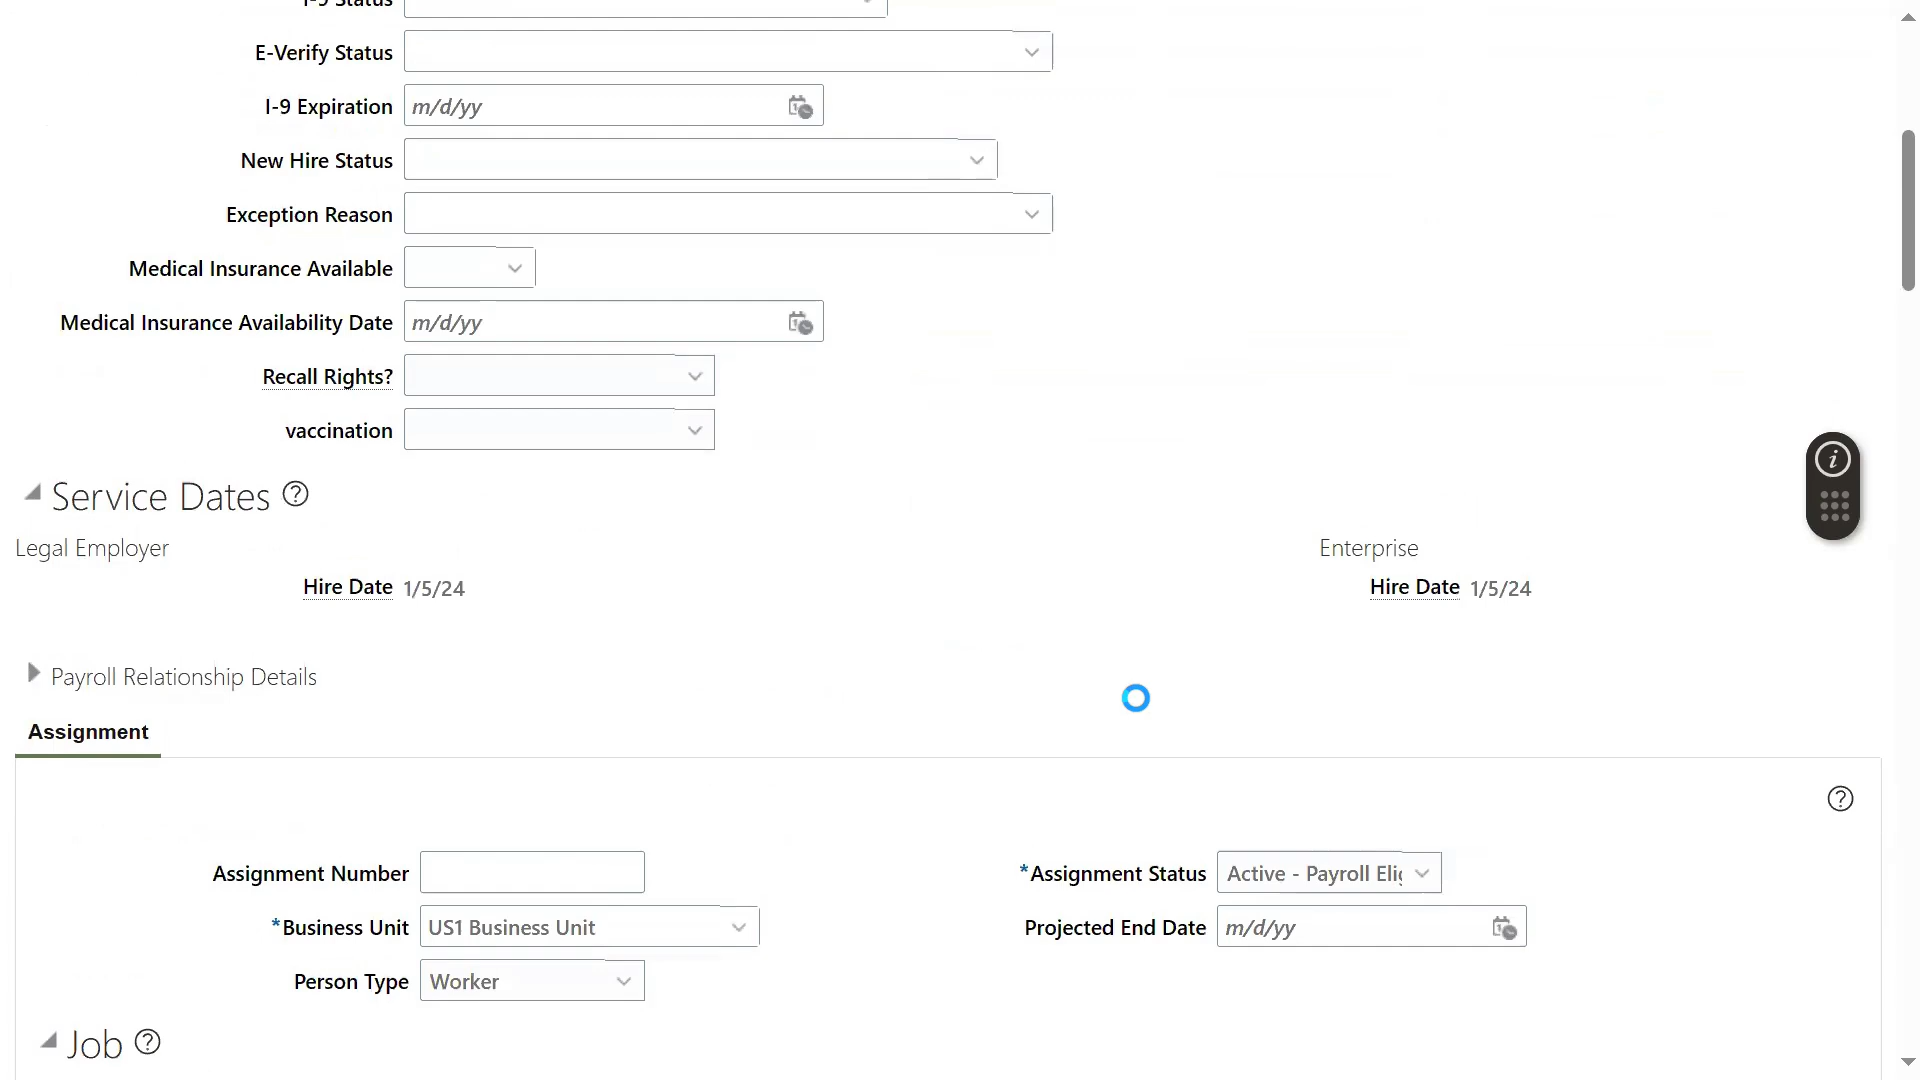 I-9 Status
E-Verify Status
I-9 Expiration m/d/yy
New Hire Status
Exception Reason
Medical Insurance Available
Medical Insurance Availability Date m/d/yy
Recall Rights?
vaccination
Service Dates
Legal Employer Enterprise
Hire Date 1/5/24 Hire Date 1/5/24
Payroll Relationship Details
Assignment
Assignment Number *Assignment Status Active - Payroll Elig
*Business Unit US1 Business Unit Projected End Date m/d/yy
Person Type Worker
Job